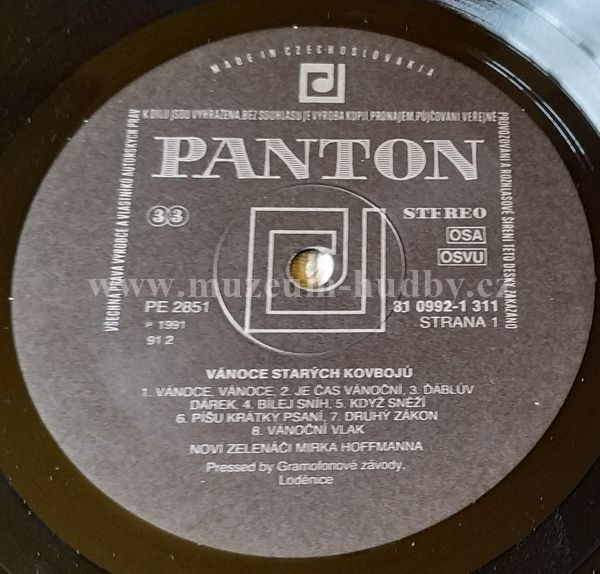 MADE IN CZECHOSLOVAKIA
VŠECHNA PRÁVA VÝROBCE A VLASTNÍKŮ AUTORSKÝCH PRÁV
K DÍLU JSOU VYHRAŽENA. BEZ SOUHLASU JE VÝROBA KOPIÍ, PRONÁJEM, PŮJČOVÁNÍ VEŘEJNÉ
PROVOZOVÁNÍ A ROZHLASOVÉ ŠÍŘENÍ TÉTO DESKY ZAKÁZÁNO
PANTON
33
STEREO
OSA
OSVU
www.muzeum-hudby.cz
PE 2851
81 0992-1 311
℗ 1991
STRANA 1
91 2
VÁNOCE STARÝCH KOVBOJŮ
1. VÁNOCE, VÁNOCE, 2. JE ČAS VÁNOČNÍ, 3. ĎÁBLŮV
DÁREK, 4. BÍLEJ SNÍH, 5. KDYŽ SNĚŽÍ
6. PÍŠU KRÁTKÝ PSANÍ, 7. DRUHÝ ZÁKON
8. VÁNOČNÍ VLAK
NOVÍ ZELENÁČI MIRKA HOFFMANNA
Pressed by Gramofonové závody,
Loděnice